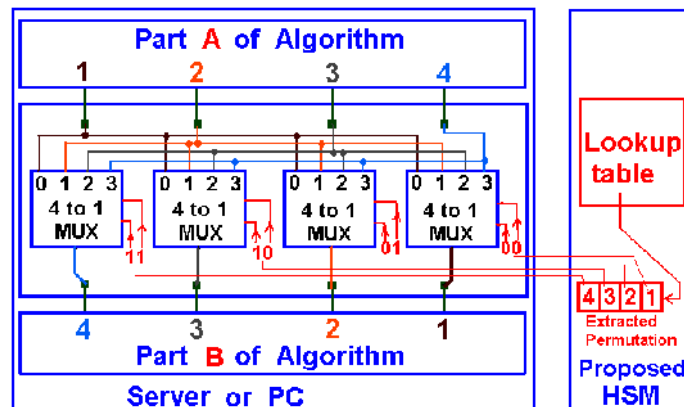 Part A of Algorithm
1 2 3 4
0 1 2 3
4 to 1
MUX
11
0 1 2 3
4 to 1
MUX
10
0 1 2 3
4 to 1
MUX
01
0 1 2 3
4 to 1
MUX
00
4 3 2 1
Part B of Algorithm
Server or PC
Lookup
table
4 3 2 1
Extracted
Permutation
Proposed
HSM